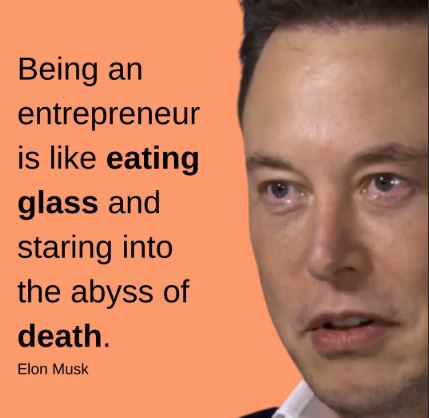 Being an
entrepreneur
is like eating
glass and
staring into
the abyss of
death.
Elon Musk